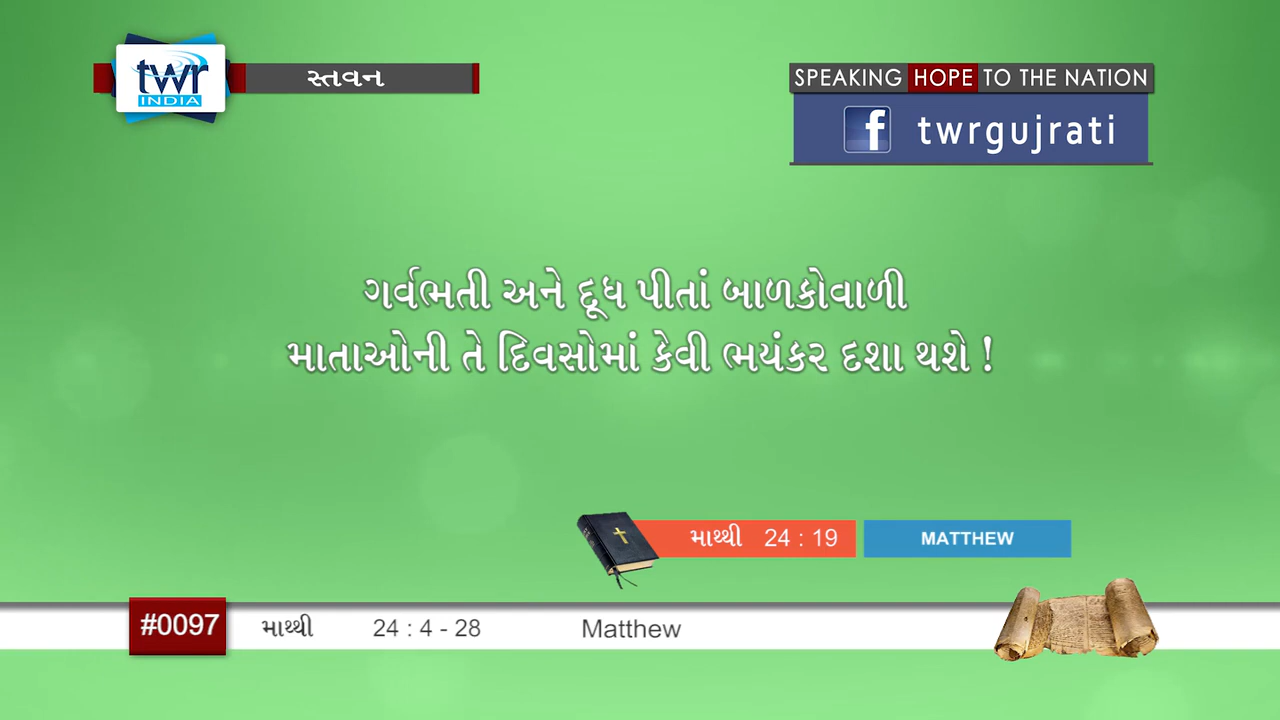 twr
INDIA
સ્તવન
SPEAKING HOPE TO THE NATION
f twrgujrati
ગર્વભતી અને દૂધ પીતાં બાળકોવાળી
માતાઓની તે દિવસોમાં કેવી ભયંકર દશા થશે !
માથ્થી 24 : 19 MATTHEW
#0097 માથ્થી 24 : 4 - 28 Matthew